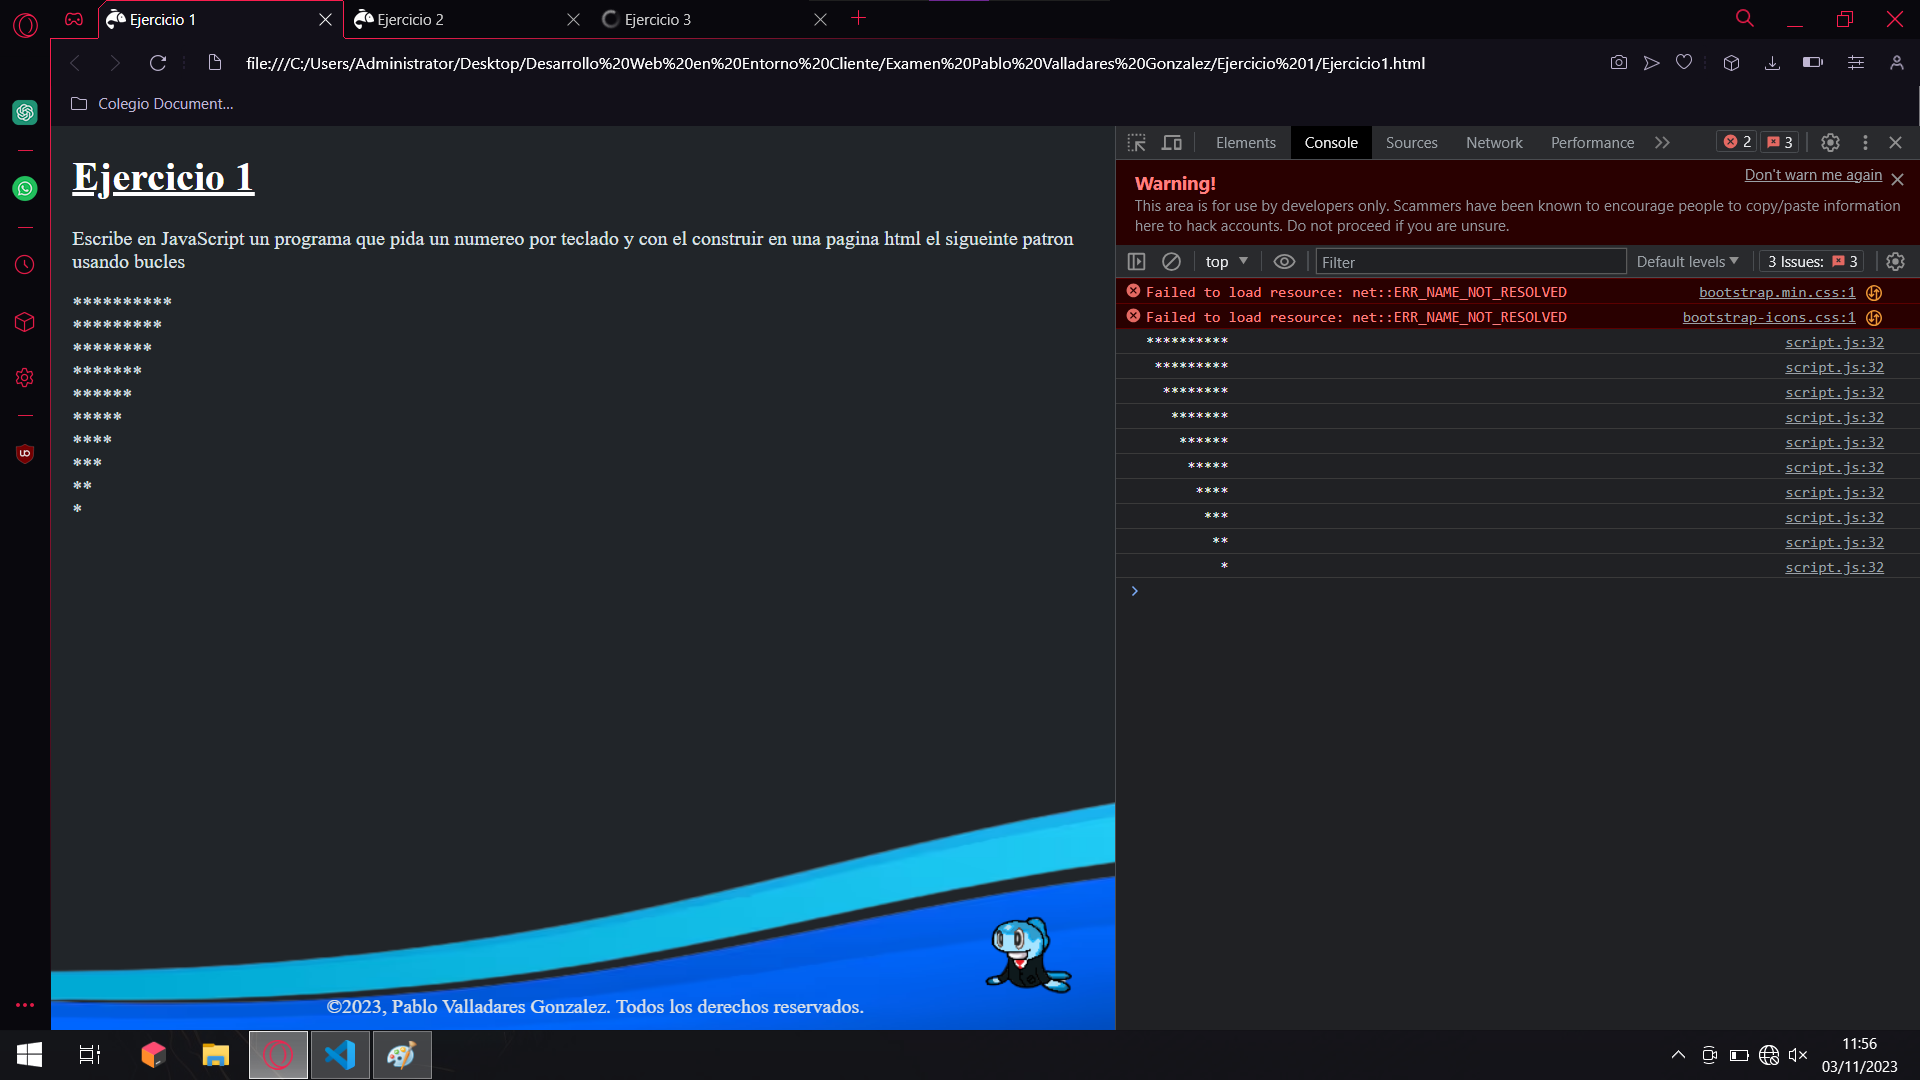 Ejercicio 1
Ejercicio 2
Ejercicio 3
file:///C:/Users/Administrator/Desktop/Desarrollo%20Web%20en%20Entorno%20Cliente/Examen%20Pablo%20Valladares%20Gonzalez/Ejercicio%201/Ejercicio1.html
Colegio Document...
Ejercicio 1
Escribe en JavaScript un programa que pida un numereo por teclado y con el construir en una pagina html el sigueinte patron
usando bucles
**********
*********
********
*******
******
*****
****
***
**
*
©2023, Pablo Valladares Gonzalez. Todos los derechos reservados.
Elements Console Sources Network Performance 2 3
Warning! Don't warn me again
This area is for use by developers only. Scammers have been known to encourage people to copy/paste information
here to hack accounts. Do not proceed if you are unsure.
top Filter Default levels 3 Issues: 3
Failed to load resource: net::ERR_NAME_NOT_RESOLVED bootstrap.min.css:1
Failed to load resource: net::ERR_NAME_NOT_RESOLVED bootstrap-icons.css:1
********** script.js:32
********* script.js:32
******** script.js:32
******* script.js:32
****** script.js:32
***** script.js:32
**** script.js:32
*** script.js:32
** script.js:32
* script.js:32
11:56
03/11/2023